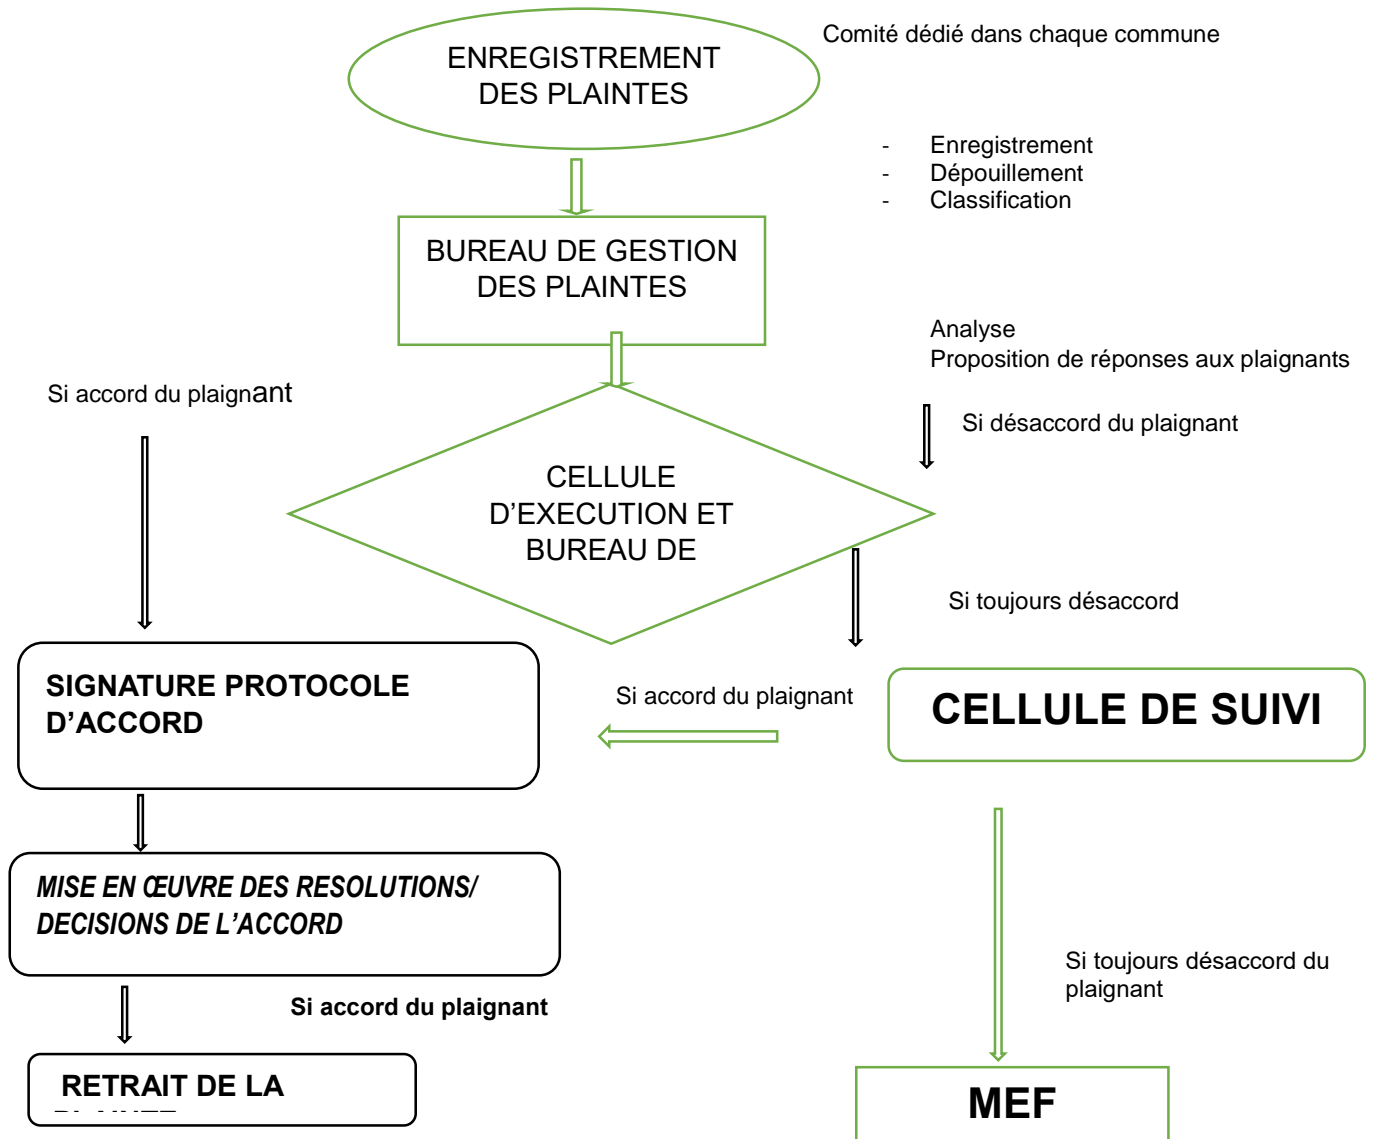 Comité dédié dans chaque commune
ENREGISTREMENT
DES PLAINTES
- Enregistrement
- Dépouillement
- Classification
BUREAU DE GESTION
DES PLAINTES
Analyse
Proposition de réponses aux plaignants
Si accord du plaignant
Si désaccord du plaignant
CELLULE
D’EXECUTION ET
BUREAU DE
Si toujours désaccord
SIGNATURE PROTOCOLE
D’ACCORD
Si accord du plaignant
CELLULE DE SUIVI
MISE EN ŒUVRE DES RESOLUTIONS/
DECISIONS DE L’ACCORD
Si toujours désaccord du
plaignant
Si accord du plaignant
RETRAIT DE LA
MEF